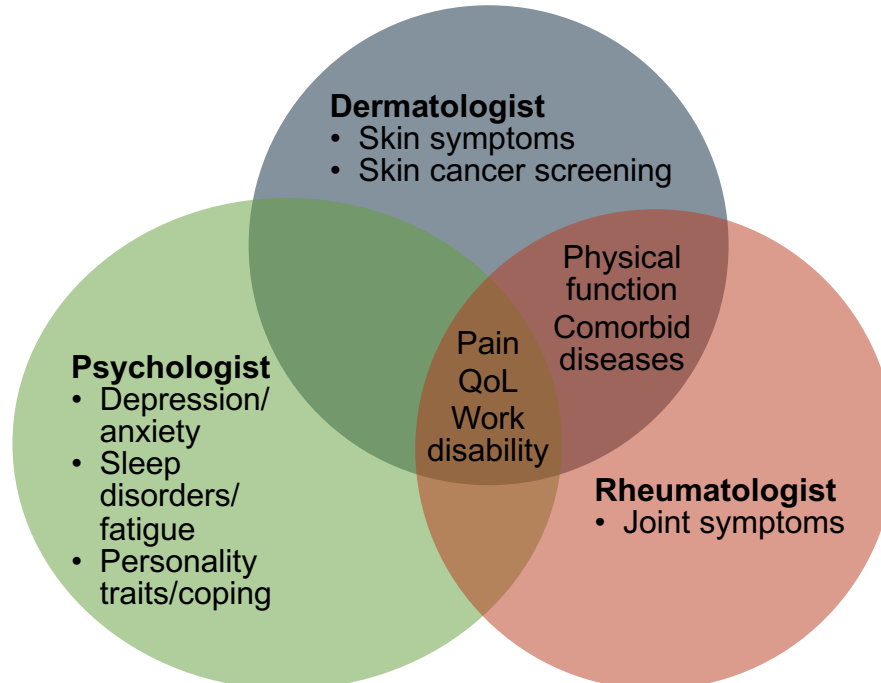 Dermatologist
• Skin symptoms
• Skin cancer screening
Physical
function
Comorbid
diseases
Pain
QoL
Work
disability
Psychologist
• Depression/
anxiety
• Sleep
disorders/
fatigue
• Personality
traits/coping
Rheumatologist
• Joint symptoms